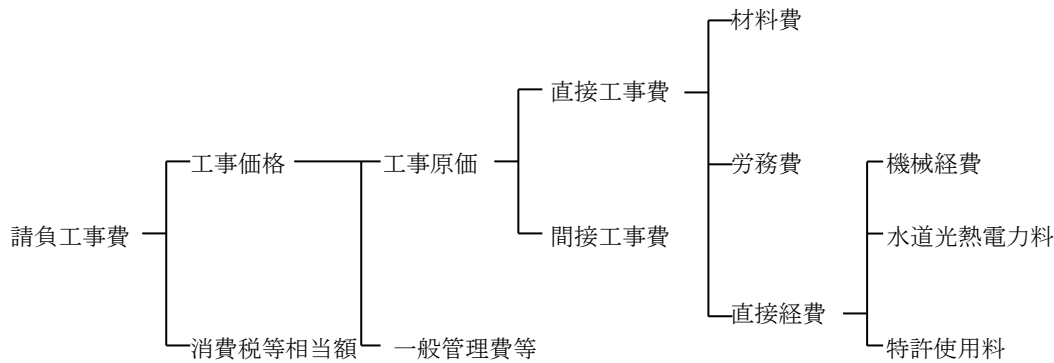 材料費
直接工事費
工事価格
工事原価
労務費
機械経費
請負工事費
間接工事費
水道光熱電力料
直接経費
消費税等相当額
一般管理費等
特許使用料